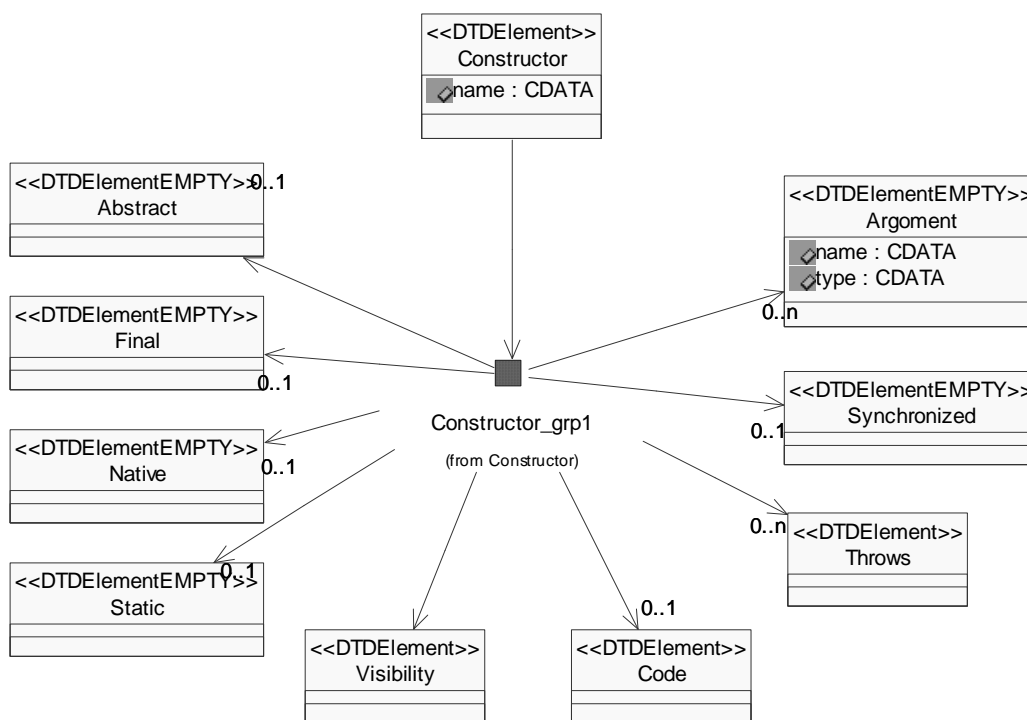 <<DTDElement>>
Constructor
name : CDATA
<<DTDElementEMPTY>>
0..1
Abstract
<<DTDElementEMPTY>>
Argoment
name : CDATA
type : CDATA
0..n
<<DTDElementEMPTY>>
Final
0..1
<<DTDElementEMPTY>>
Synchronized
0..1
Constructor_grp1
(from Constructor)
<<DTDElementEMPTY>>
Native
0..1
<<DTDElement>>
Throws
0..n
<<DTDElementEMPTY>>
Static
0..1
<<DTDElement>>
Visibility
0..1
<<DTDElement>>
Code